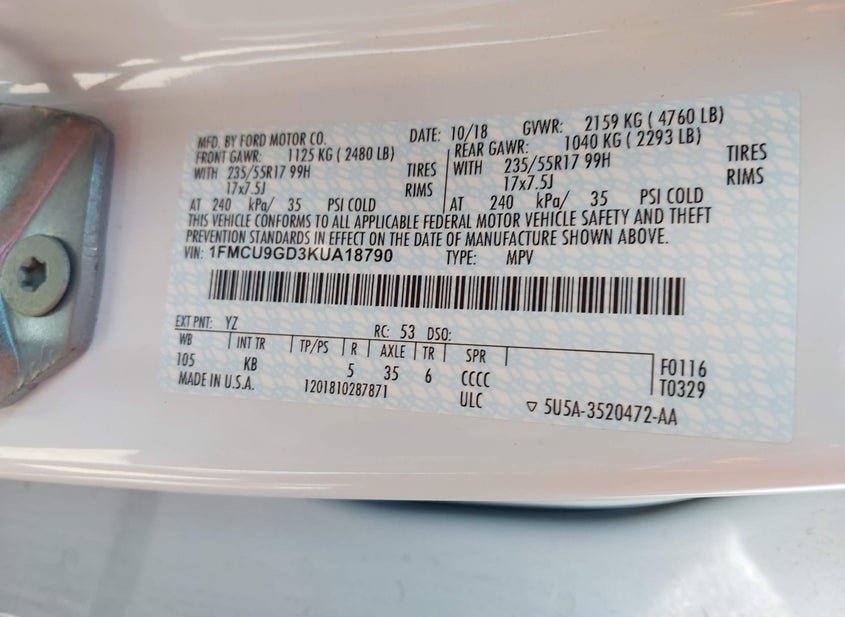 MFD. BY FORD MOTOR CO. DATE: 10/18 GVWR: 2159 KG ( 4760 LB)
FRONT GAWR: 1125 KG ( 2480 LB) REAR GAWR: 1040 KG ( 2293 LB)
WITH 235/55R17 99H TIRES WITH 235/55R17 99H TIRES
17x7.5J RIMS 17x7.5J RIMS
AT 240 kPa/ 35 PSI COLD AT 240 kPa/ 35 PSI COLD
THIS VEHICLE CONFORMS TO ALL APPLICABLE FEDERAL MOTOR VEHICLE SAFETY AND THEFT
PREVENTION STANDARDS IN EFFECT ON THE DATE OF MANUFACTURE SHOWN ABOVE.
VIN: 1FMCU9GD3KUA18790 TYPE: MPV
EXT PNT: YZ RC: 53 DSO:
WB INT TR TP/PS R AXLE TR SPR
105 KB 5 35 6 CCCC F0116
MADE IN U.S.A. 1201810287871 ULC T0329
▽ 5U5A-3520472-AA